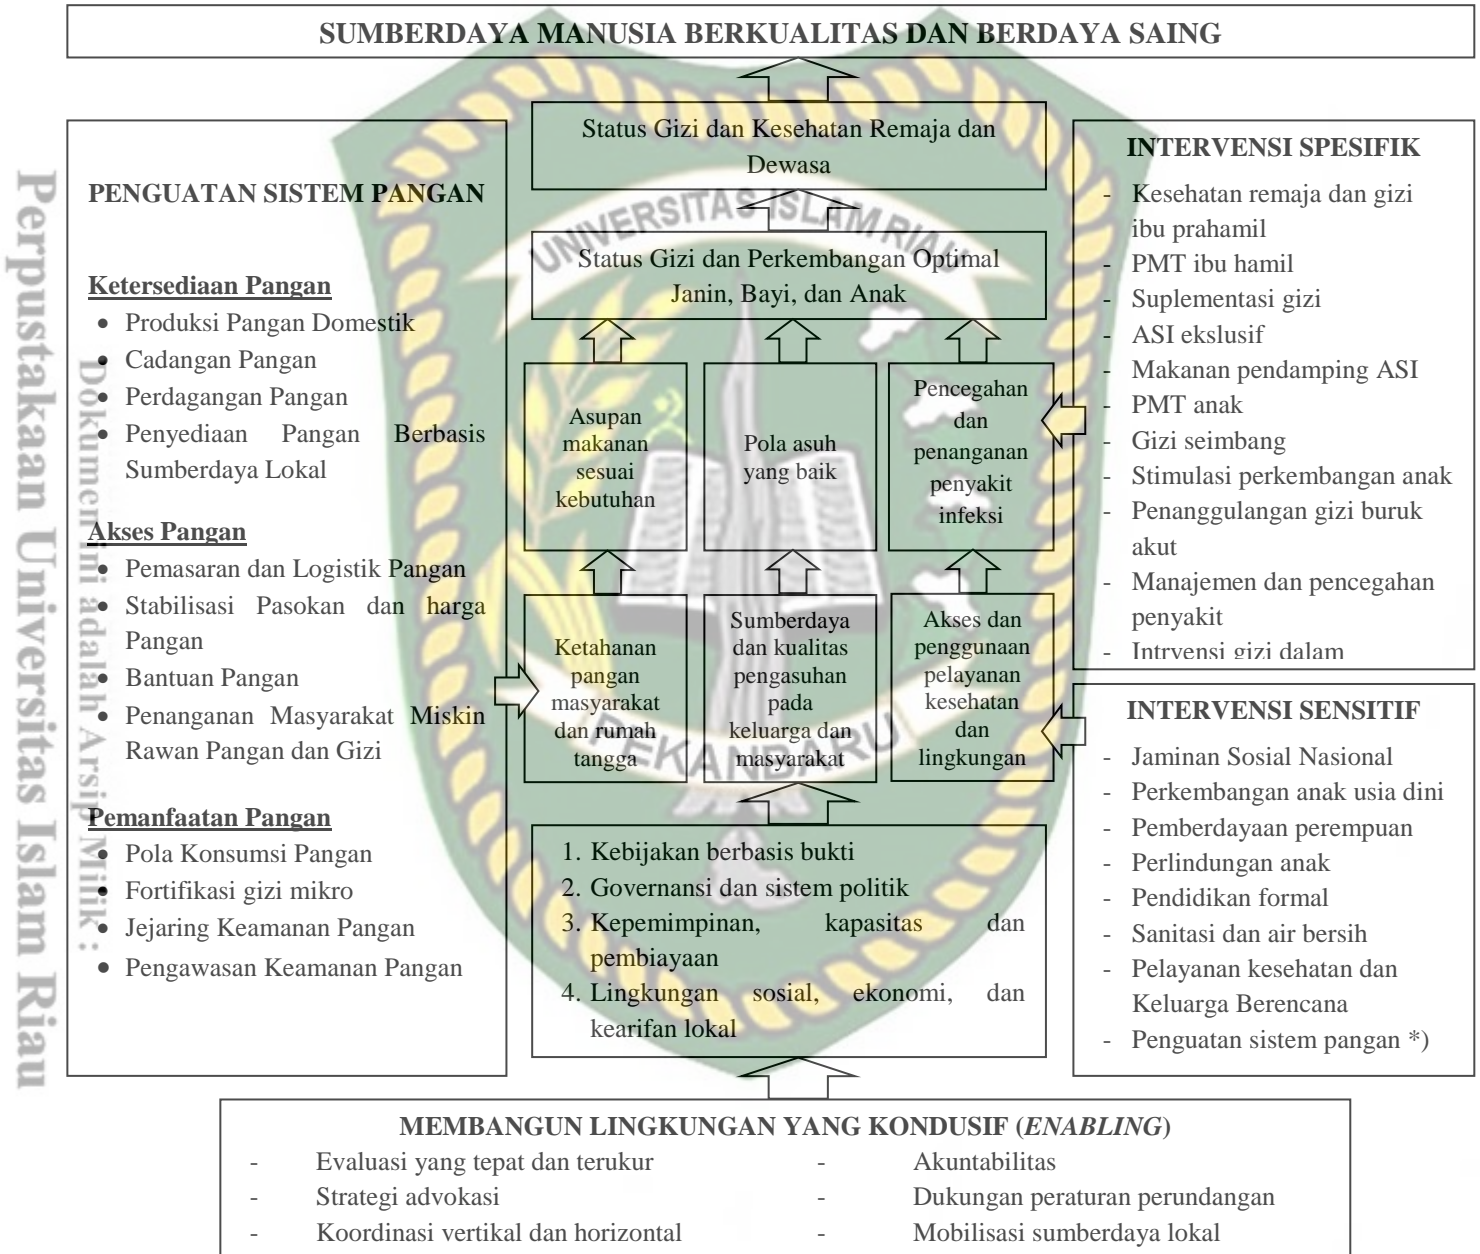 SUMBERDAYA MANUSIA BERKUALITAS DAN BERDAYA SAING
Status Gizi dan Kesehatan Remaja dan
Dewasa
Status Gizi dan Perkembangan Optimal
Janin, Bayi, dan Anak
PENGUATAN SISTEM PANGAN
Ketersediaan Pangan
• Produksi Pangan Domestik
• Cadangan Pangan
• Perdagangan Pangan
• Penyediaan Pangan Berbasis
Sumberdaya Lokal
Akses Pangan
• Pemasaran dan Logistik Pangan
• Stabilisasi Pasokan dan harga
Pangan
• Bantuan Pangan
• Penanganan Masyarakat Miskin
Rawan Pangan dan Gizi
Pemanfaatan Pangan
• Pola Konsumsi Pangan
• Fortifikasi gizi mikro
• Jejaring Keamanan Pangan
• Pengawasan Keamanan Pangan
Asupan
makanan
sesuai
kebutuhan
Pola asuh
yang baik
Pencegahan
dan
penanganan
penyakit
infeksi
Ketahanan
pangan
masyarakat
dan rumah
tangga
Sumberdaya
dan kualitas
pengasuhan
pada
keluarga dan
masyarakat
Akses dan
penggunaan
pelayanan
kesehatan
dan
lingkungan
1. Kebijakan berbasis bukti
2. Governansi dan sistem politik
3. Kepemimpinan, kapasitas dan
pembiayaan
4. Lingkungan sosial, ekonomi, dan
kearifan lokal
INTERVENSI SPESIFIK
- Kesehatan remaja dan gizi
ibu prahamil
- PMT ibu hamil
- Suplementasi gizi
- ASI ekslusif
- Makanan pendamping ASI
- PMT anak
- Gizi seimbang
- Stimulasi perkembangan anak
- Penanggulangan gizi buruk
akut
- Manajemen dan pencegahan
penyakit
- Intrvensi gizi dalam
INTERVENSI SENSITIF
- Jaminan Sosial Nasional
- Perkembangan anak usia dini
- Pemberdayaan perempuan
- Perlindungan anak
- Pendidikan formal
- Sanitasi dan air bersih
- Pelayanan kesehatan dan
Keluarga Berencana
- Penguatan sistem pangan *)
MEMBANGUN LINGKUNGAN YANG KONDUSIF (ENABLING)
- Evaluasi yang tepat dan terukur
- Strategi advokasi
- Koordinasi vertikal dan horizontal
- Akuntabilitas
- Dukungan peraturan perundangan
- Mobilisasi sumberdaya lokal
UNIVERSITAS ISLAM RIAU
PEKANBARU
Perpustakaan Universitas Islam Riau
Dokumen ini adalah Arsip Milik :